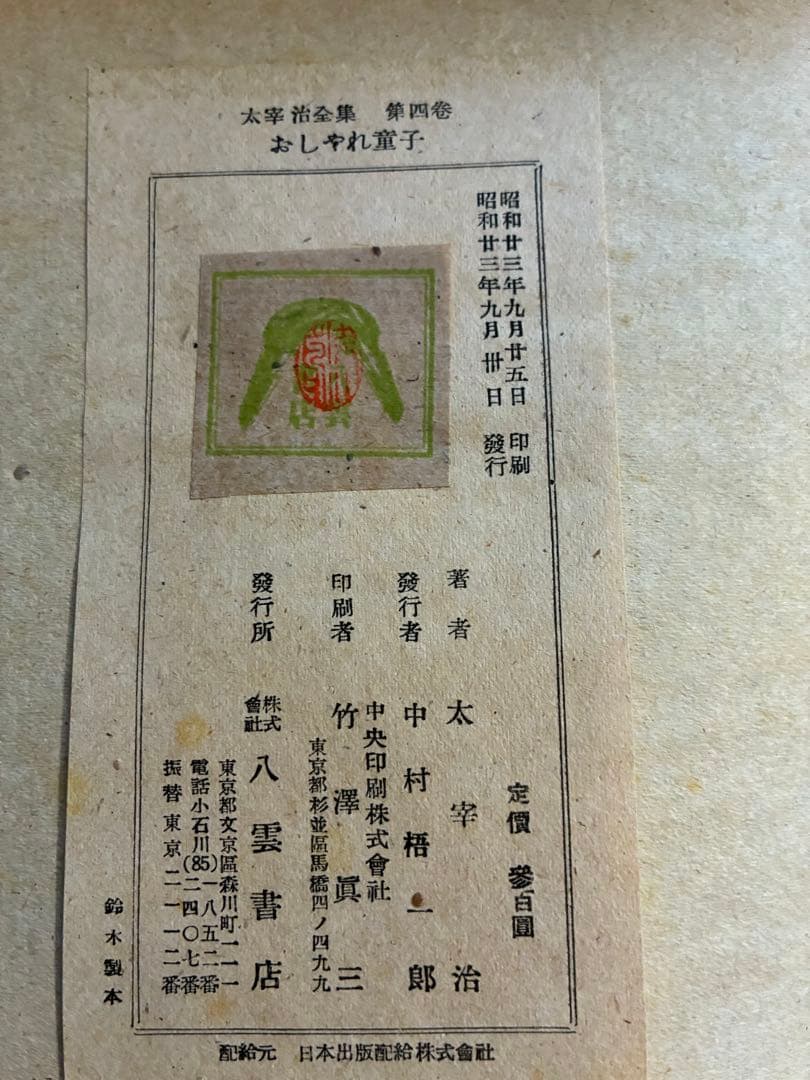 太宰治全集 第四卷
おしやれ童子
昭和廿三年九月廿五日 印刷
昭和廿三年九月卅日 發行
定價 參百圓
著者 太宰治
發行者 中村梧一郎
中央印刷株式會社
印刷者 竹澤眞三
東京都杉並區馬橋四ノ四九九
發行所 株式會社 八雲書店
東京都文京區森川町一一一
電話小石川(85)一八五二番
二四〇七番
振替東京二一一二番
鈴木製本
配給元 日本出版配給株式會社